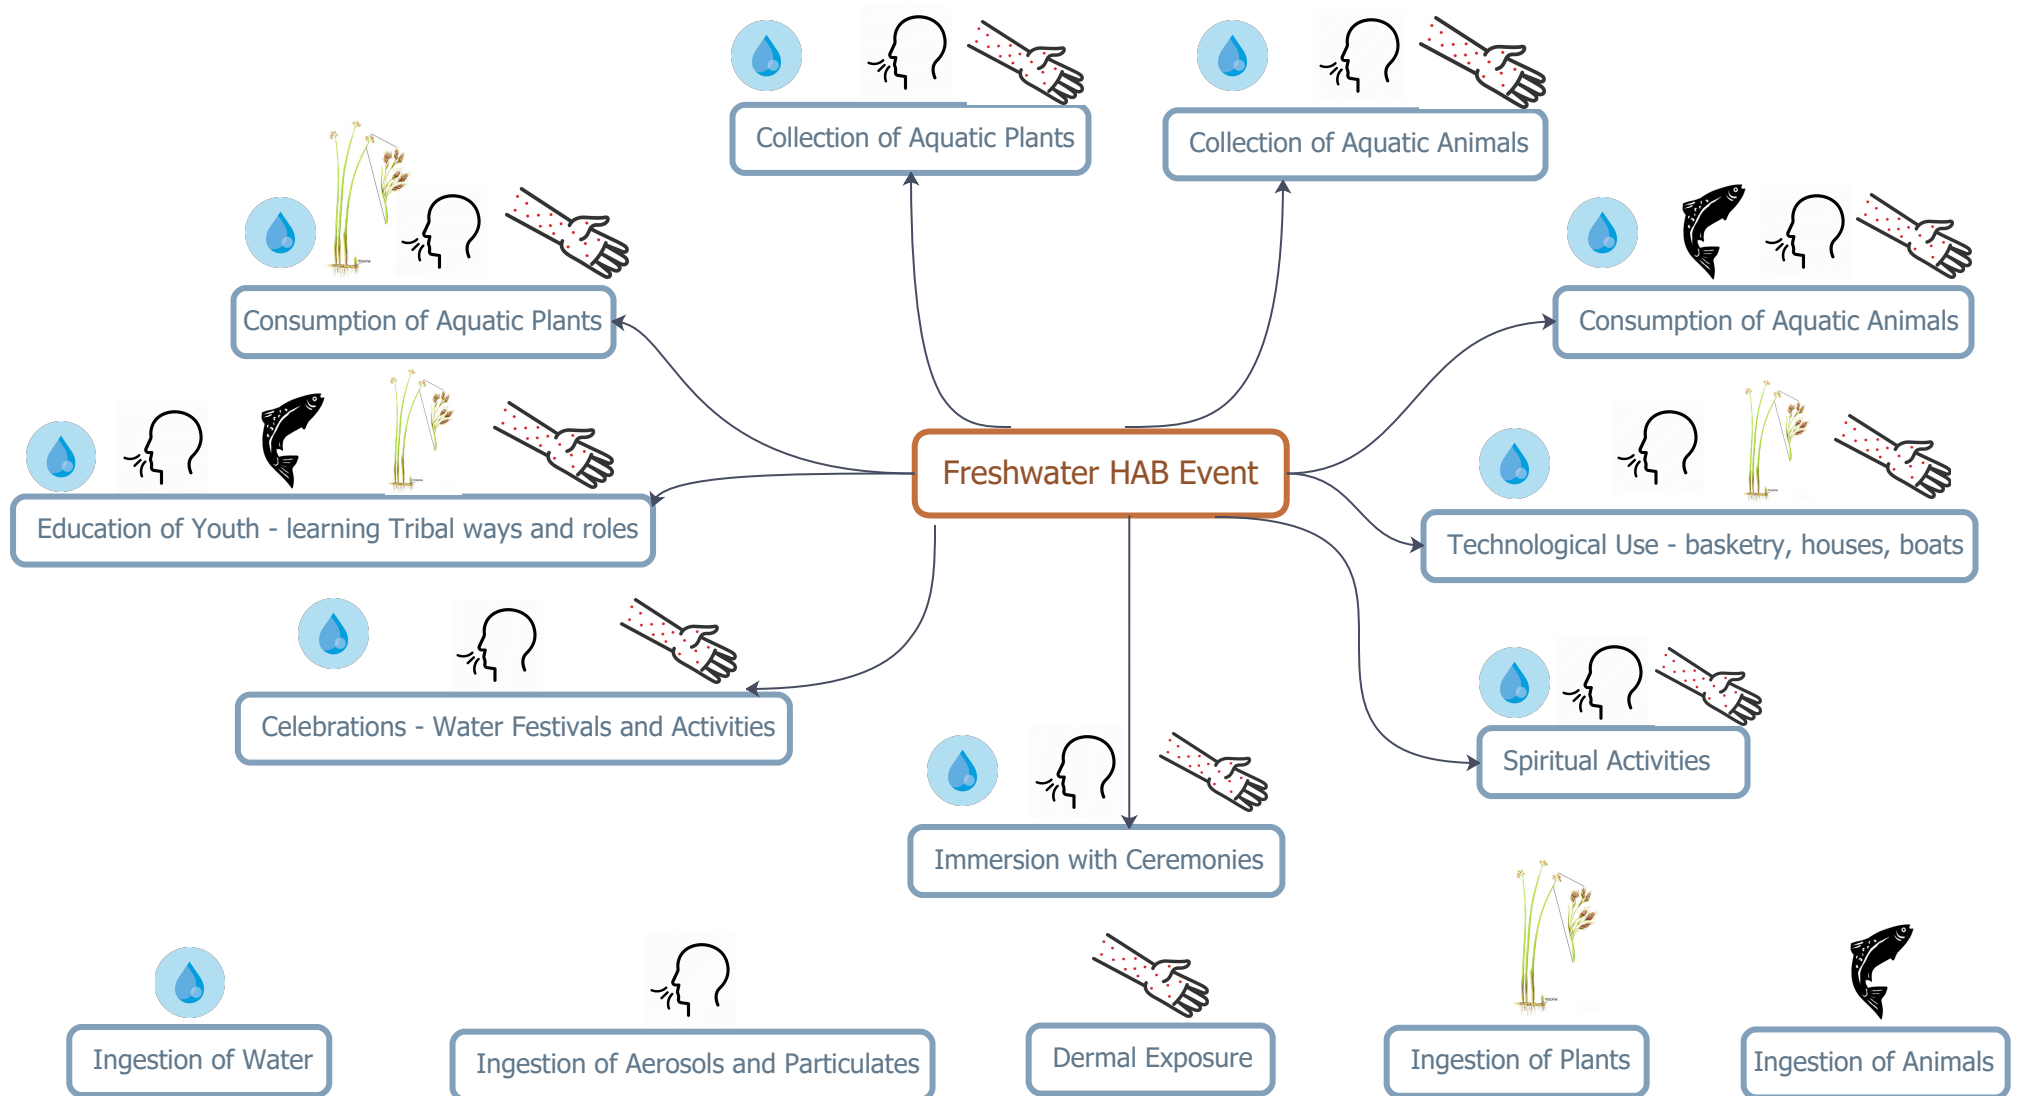 Collection of Aquatic Plants
Collection of Aquatic Animals
Consumption of Aquatic Plants
Consumption of Aquatic Animals
Freshwater HAB Event
Education of Youth - learning Tribal ways and roles
Technological Use - basketry, houses, boats
Celebrations - Water Festivals and Activities
Spiritual Activities
Immersion with Ceremonies
Ingestion of Water
Ingestion of Aerosols and Particulates
Dermal Exposure
Ingestion of Plants
Ingestion of Animals